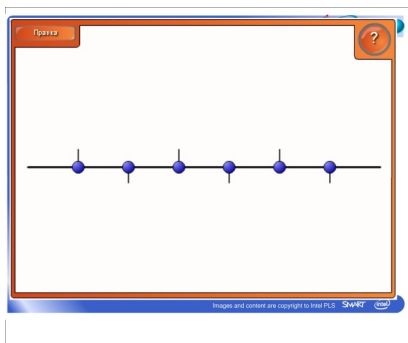 Правка
?
Images and content are copyright to Intel PLS SMART intel